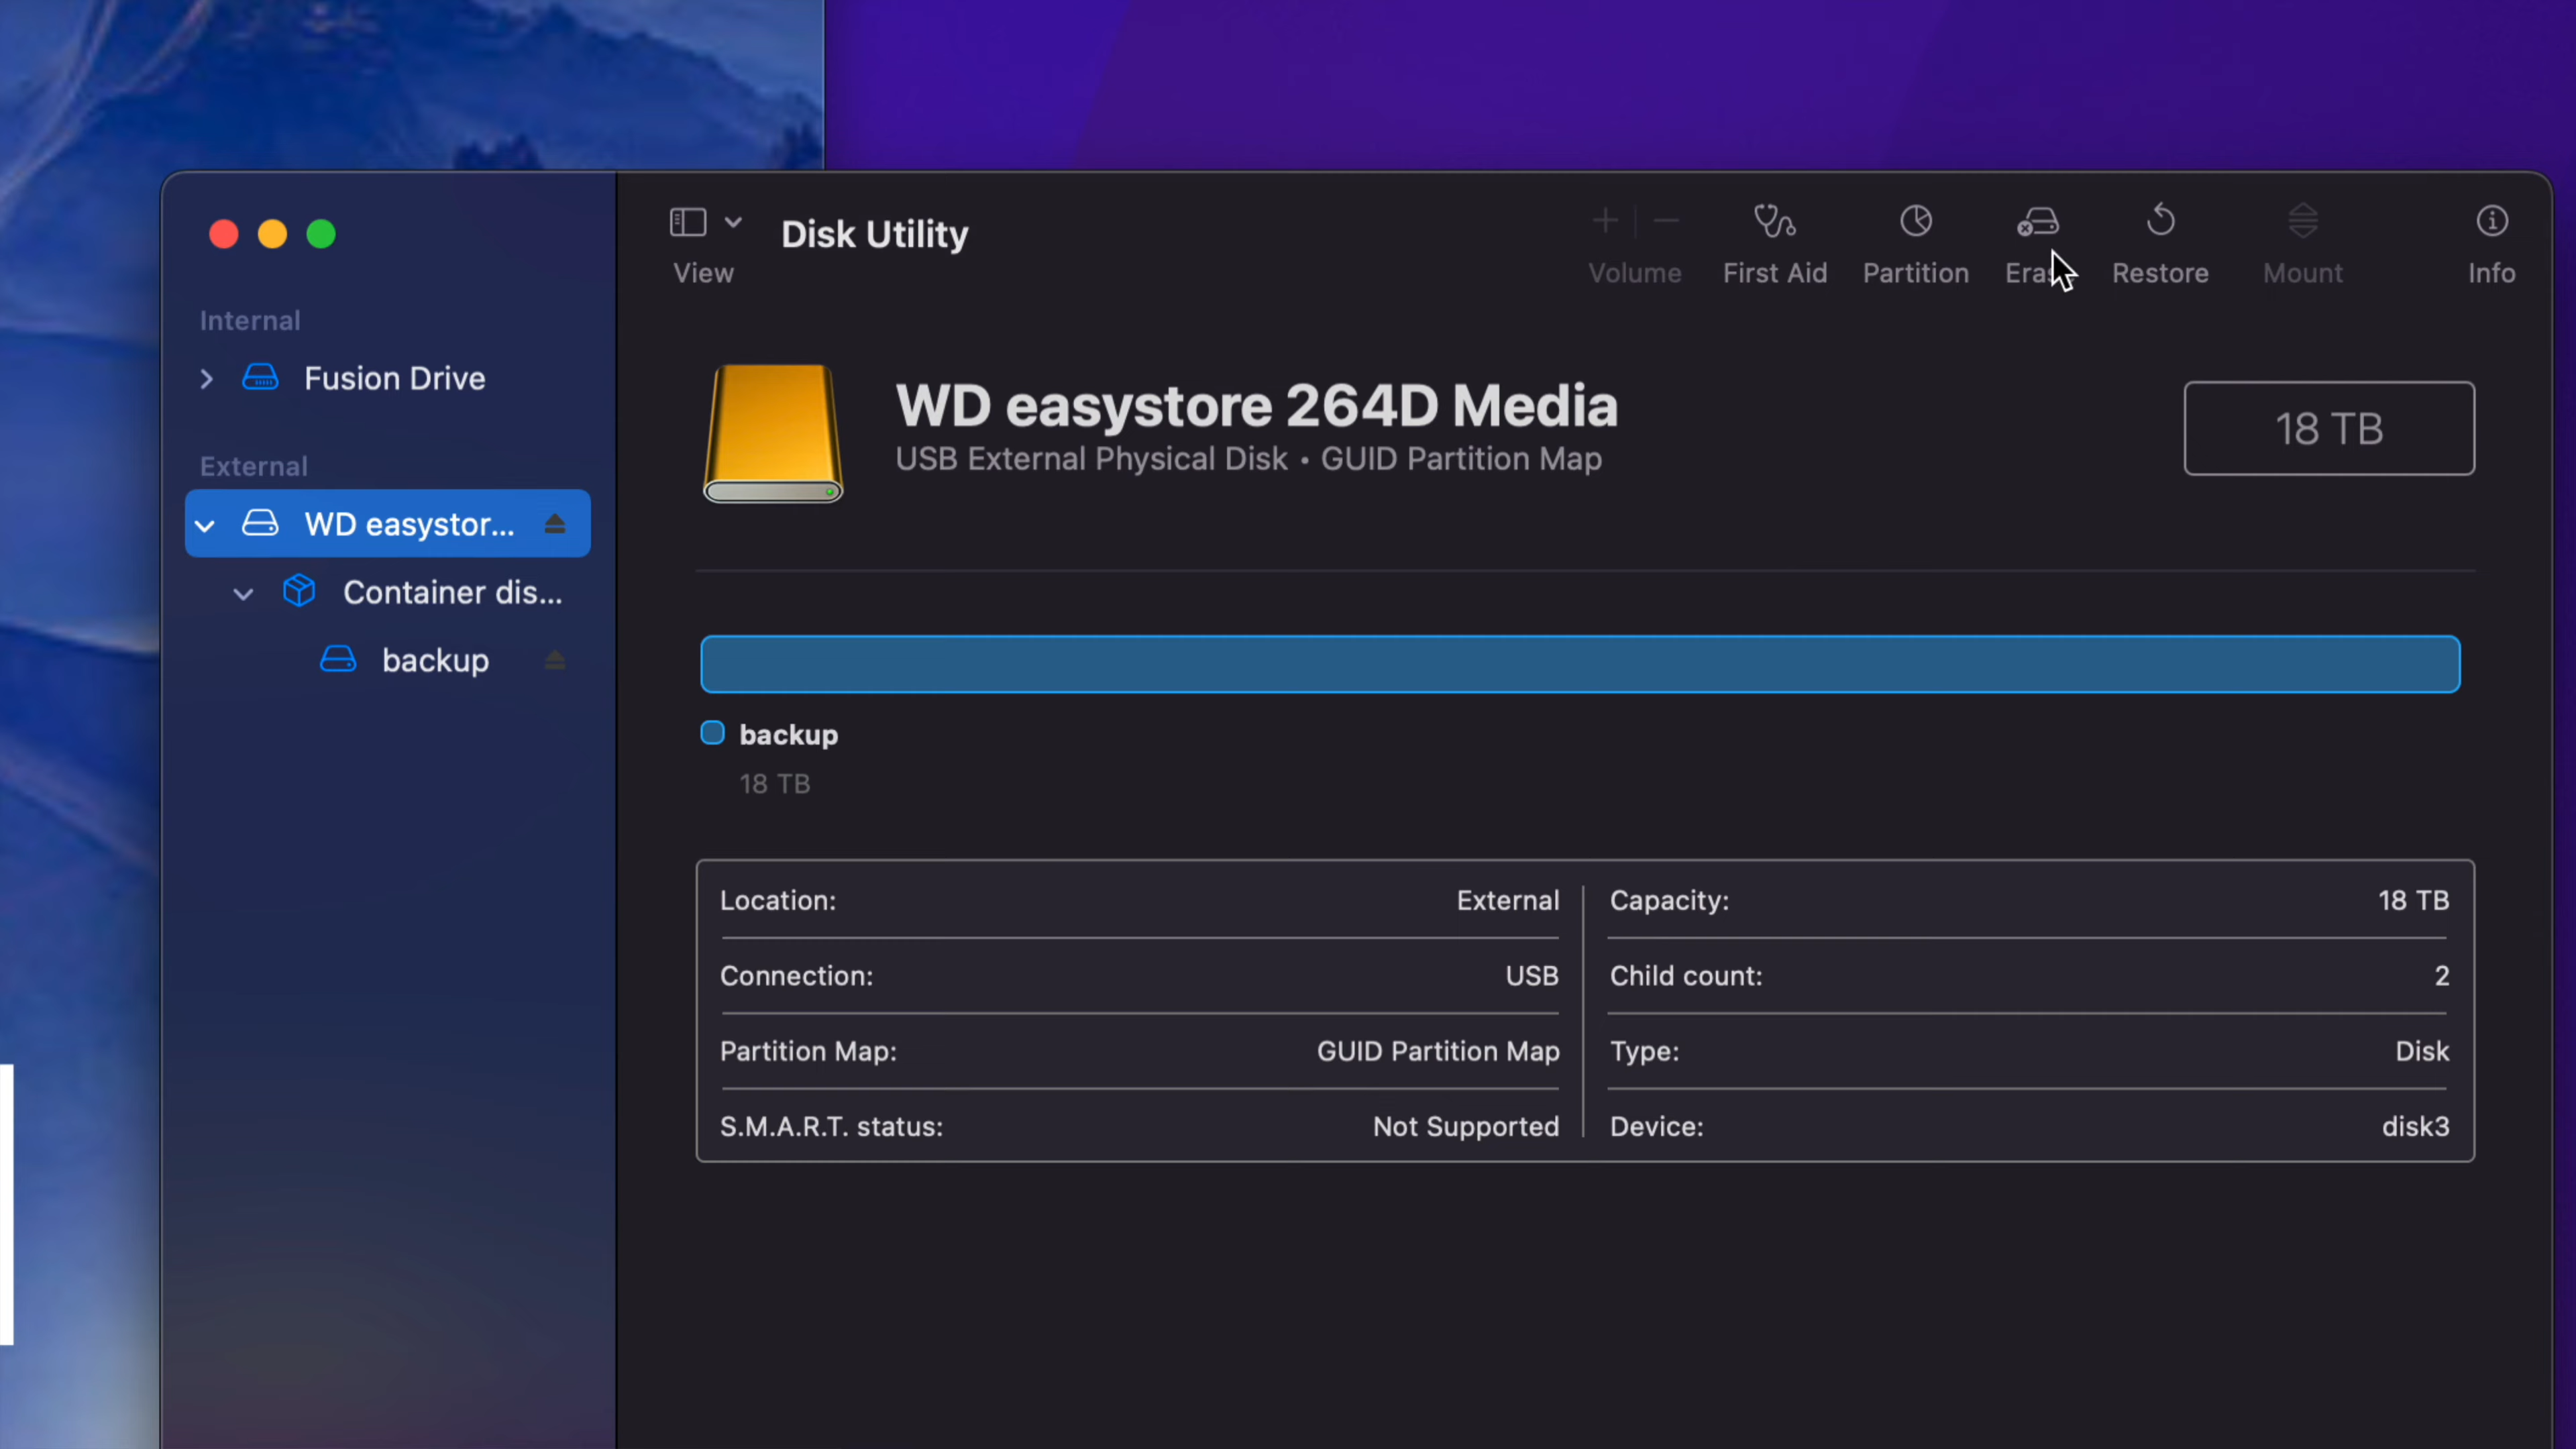 Disk Utility
View
Volume
First Aid
Partition
Restore
Mount
Info
Internal
Fusion Drive
External
WD easystor...
Container dis...
backup
WD easystore 264D Media
USB External Physical Disk • GUID Partition Map
18 TB
backup
18 TB
Location: External
Capacity: 18 TB
Connection: USB
Child count: 2
Partition Map: GUID Partition Map
Type: Disk
S.M.A.R.T. status: Not Supported
Device: disk3